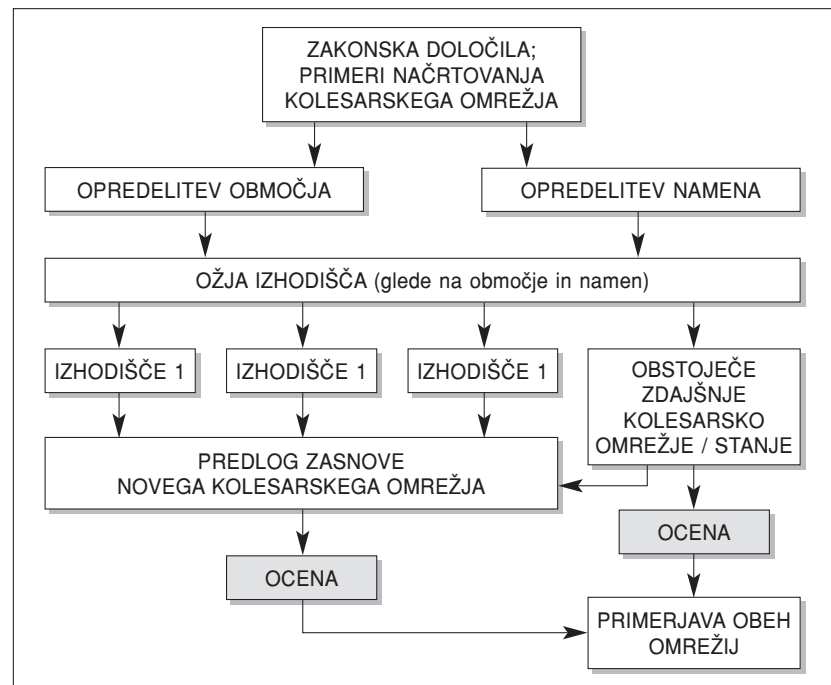 ZAKONSKA DOLOČILA;
PRIMERI NAČRTOVANJA
KOLESARSKEGA OMREŽJA
OPREDELITEV OBMOČJA
OPREDELITEV NAMENA
OŽJA IZHODIŠČA (glede na območje in namen)
IZHODIŠČE 1
IZHODIŠČE 1
IZHODIŠČE 1
OBSTOJEČE
ZDAJŠNJE
KOLESARSKO
OMREŽJE / STANJE
PREDLOG ZASNOVE
NOVEGA KOLESARSKEGA OMREŽJA
OCENA
OCENA
PRIMERJAVA OBEH
OMREŽIJ